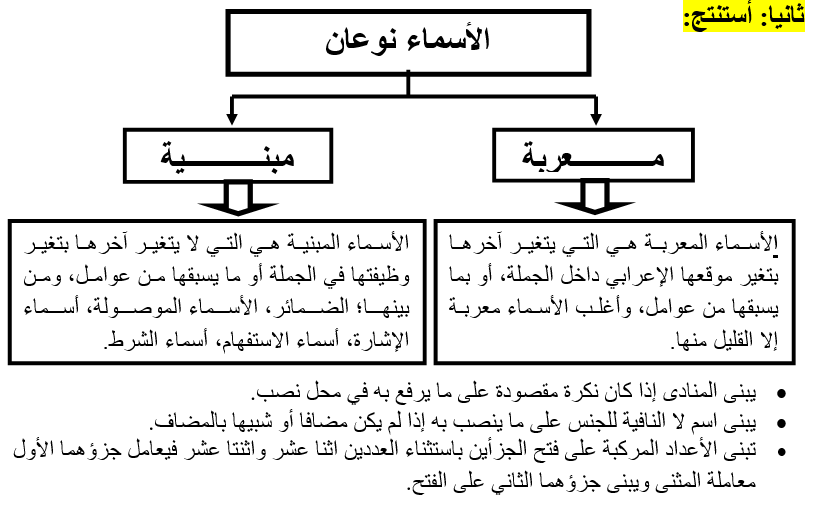 ثانيا: أستنتج:
الأسماء نوعان
معربة
مبنية
الأسماء المعربة هي التي يتغير آخرها
بتغير موقعها الإعرابي داخل الجملة، أو بما
يسبقها من عوامل، وأغلب الأسماء معربة
إلا القليل منها.
الأسماء المبنية هي التي لا يتغير آخرها بتغير
وظيفتها في الجملة أو ما يسبقها من عوامل، ومن
بينها؛ الضمائر، الأسماء الموصولة، أسماء
الإشارة، أسماء الاستفهام، أسماء الشرط.
• يبنى المنادى إذا كان نكرة مقصودة على ما يرفع به في محل نصب.
• يبنى اسم لا النافية للجنس على ما ينصب به إذا لم يكن مضافا أو شبيها بالمضاف.
• تبنى الأعداد المركبة على فتح الجزأين باستثناء العددين اثنا عشر واثنتا عشر فيعامل جزؤهما الأول
معاملة المثنى ويبنى جزؤهما الثاني على الفتح.